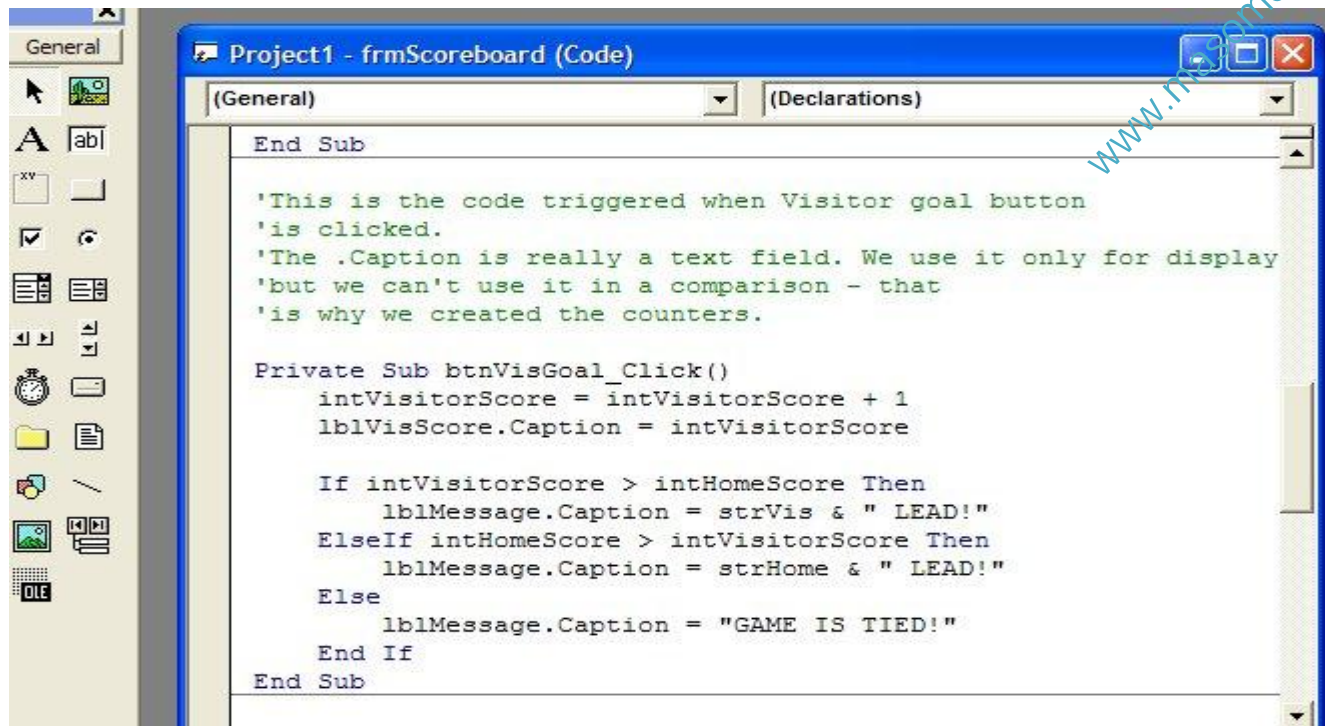 General
Project1 - frmScoreboard (Code)
(General)
(Declarations)
A
ab
XY
OLE
End Sub
'This is the code triggered when Visitor goal button
'is clicked.
'The .Caption is really a text field. We use it only for display
'but we can't use it in a comparison - that
'is why we created the counters.
Private Sub btnVisGoal_Click()
intVisitorScore = intVisitorScore + 1
lblVisScore.Caption = intVisitorScore
If intVisitorScore > intHomeScore Then
lblMessage.Caption = strVis & " LEAD!"
ElseIf intHomeScore > intVisitorScore Then
lblMessage.Caption = strHome & " LEAD!"
Else
lblMessage.Caption = "GAME IS TIED!"
End If
End Sub